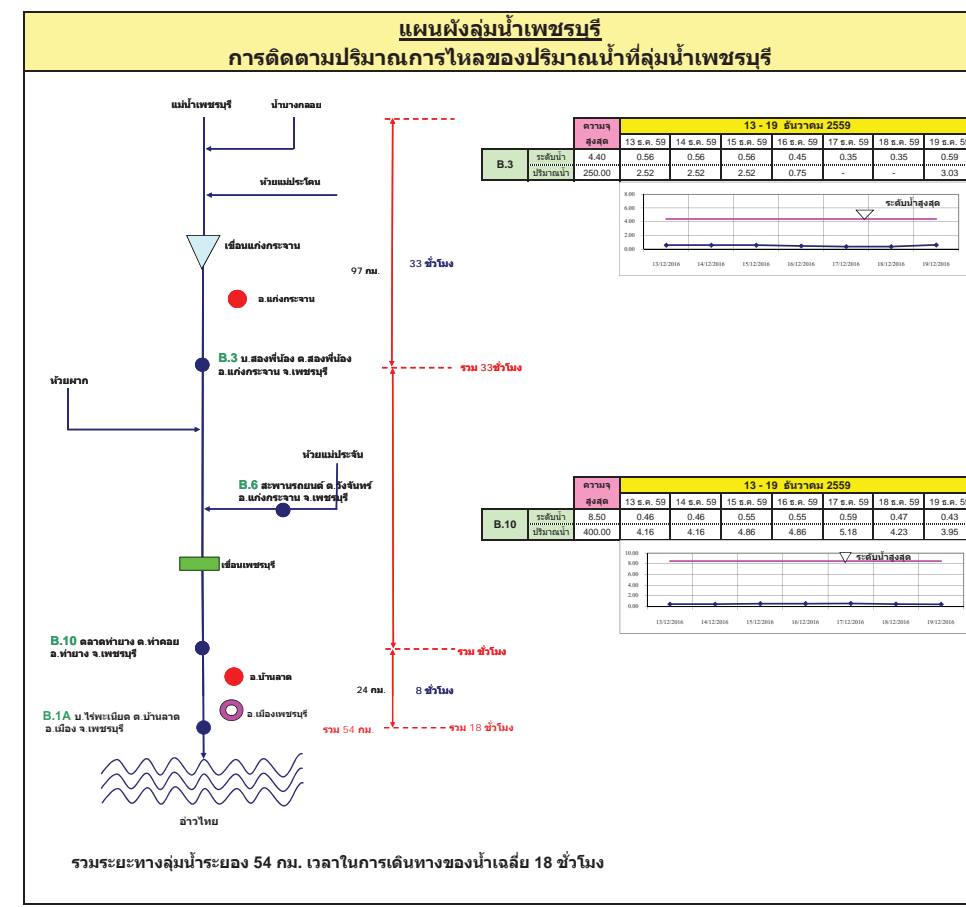 แผนผังลุ่มน้ำเพชรบุรี
การติดตามปริมาณการไหลของปริมาณน้ำที่ลุ่มน้ำเพชรบุรี
แม่น้ำเพชรบุรี น้ำบางกลอย
ห้วยแม่ประโดน
เขื่อนแก่งกระจาน
97 กม. 33 ชั่วโมง
อ.แก่งกระจาน
B.3 บ.สองพี่น้อง ต.สองพี่น้อง
อ.แก่งกระจาน จ.เพชรบุรี
รวม 33ชั่วโมง
ห้วยผาก
ห้วยแม่ประจัน
B.6 สะพานรถยนต์ ต.วังจันทร์
อ.แก่งกระจาน จ.เพชรบุรี
เขื่อนเพชรบุรี
B.10 ตลาดท่ายาง ต.ท่าคอย
อ.ท่ายาง จ.เพชรบุรี
รวม ชั่วโมง
อ.บ้านลาด
24 กม. 8 ชั่วโมง
B.1A บ.ไร่พะเนียด ต.บ้านลาด
อ.เมือง จ.เพชรบุรี
อ.เมืองเพชรบุรี
รวม 54 กม. รวม 18 ชั่วโมง
อ่าวไทย
รวมระยะทางลุ่มน้ำระยอง 54 กม. เวลาในการเดินทางของน้ำเฉลี่ย 18 ชั่วโมง
ความจุ 13 - 19 ธันวาคม 2559
สูงสุด 13 ธ.ค. 59 14 ธ.ค. 59 15 ธ.ค. 59 16 ธ.ค. 59 17 ธ.ค. 59 18 ธ.ค. 59 19 ธ.ค. 59
B.3 ระดับน้ำ 4.40 0.56 0.56 0.56 0.45 0.35 0.35 0.59
ปริมาณน้ำ 250.00 2.52 2.52 2.52 0.75 - - 3.03
ระดับน้ำสูงสุด
8.00
6.00
4.00
2.00
0.00
13/12/2016 14/12/2016 15/12/2016 16/12/2016 17/12/2016 18/12/2016 19/12/2016
ความจุ 13 - 19 ธันวาคม 2559
สูงสุด 13 ธ.ค. 59 14 ธ.ค. 59 15 ธ.ค. 59 16 ธ.ค. 59 17 ธ.ค. 59 18 ธ.ค. 59 19 ธ.ค. 59
B.10 ระดับน้ำ 8.50 0.46 0.46 0.55 0.55 0.59 0.47 0.43
ปริมาณน้ำ 400.00 4.16 4.16 4.86 4.86 5.18 4.23 3.95
ระดับน้ำสูงสุด
10.00
8.00
6.00
4.00
2.00
0.00
13/12/2016 14/12/2016 15/12/2016 16/12/2016 17/12/2016 18/12/2016 19/12/2016